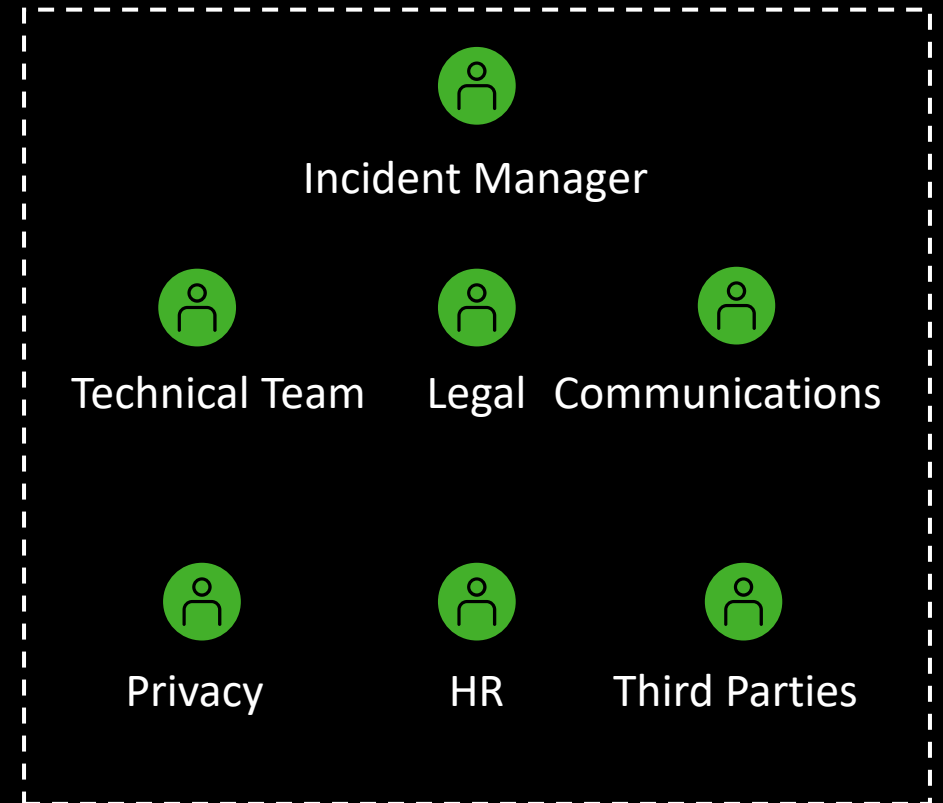 Incident Manager
Technical Team Legal Communications
Privacy HR Third Parties